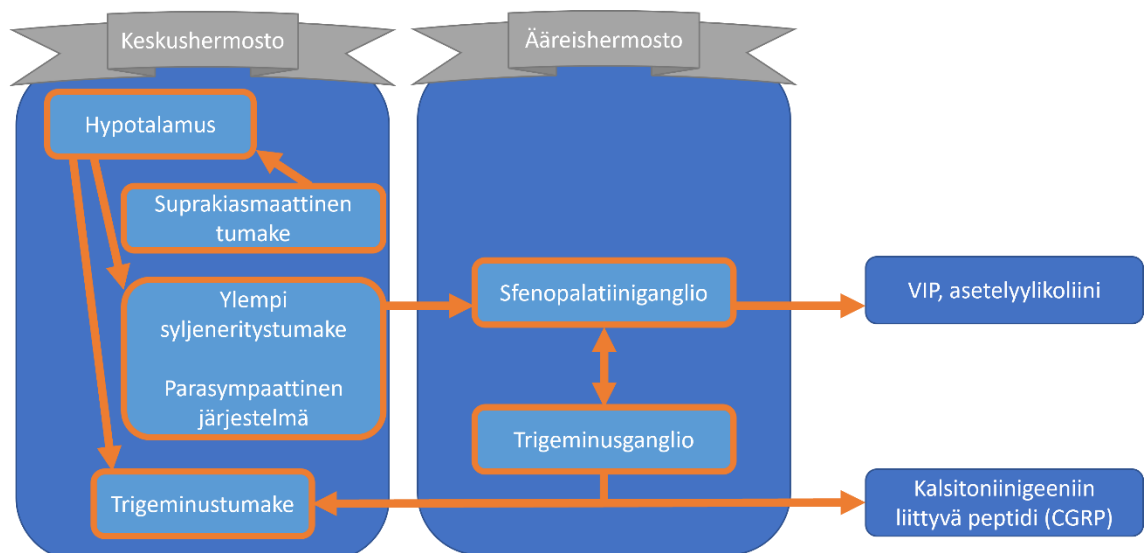 Keskushermosto
Ääreishermosto
Hypotalamus
Suprakiasmaattinen
tumake
Ylempi
syljeneritystumake
Parasympaattinen
järjestelmä
Trigeminustumake
Sfenopalatiiniganglio
Trigeminusganglio
VIP, asetelyylikoliini
Kalsitoniinigeeniin
liittyvä peptidi (CGRP)